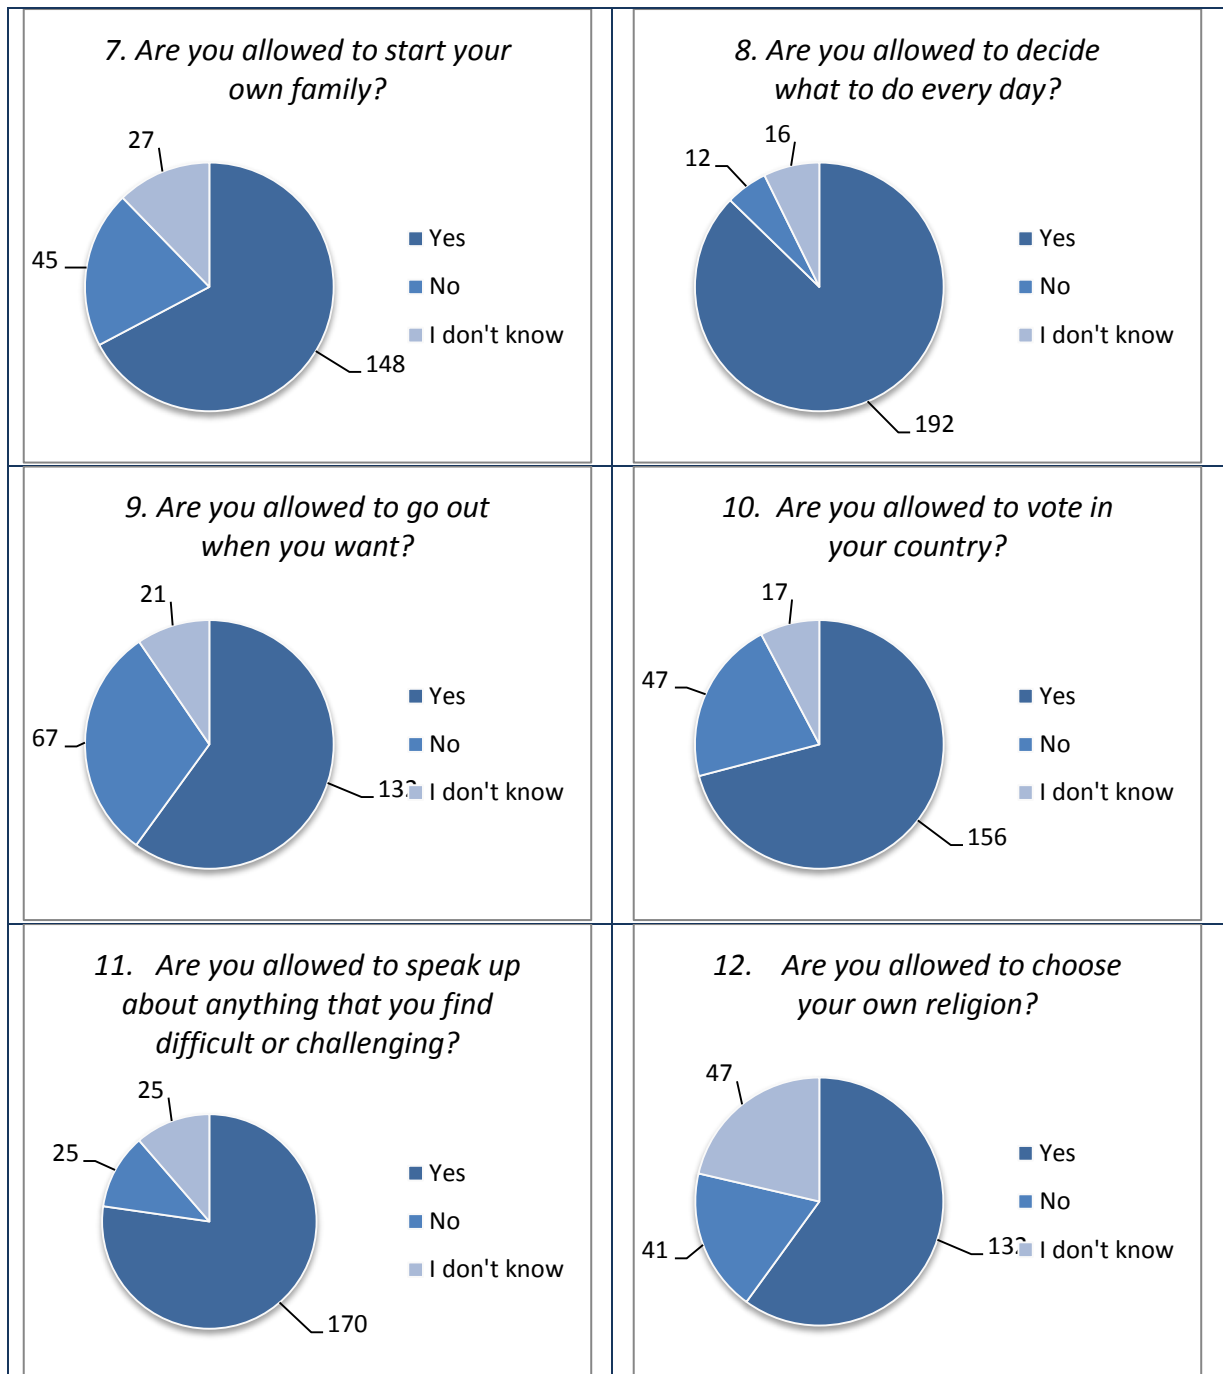 7. Are you allowed to start your
own family?
27
45
148
Yes
No
I don't know
8. Are you allowed to decide
what to do every day?
16
12
192
Yes
No
I don't know
9. Are you allowed to go out
when you want?
21
67
Yes
No
I don't know
10. Are you allowed to vote in
your country?
17
47
156
Yes
No
I don't know
11. Are you allowed to speak up
about anything that you find
difficult or challenging?
25
25
170
Yes
No
I don't know
12. Are you allowed to choose
your own religion?
47
41
Yes
No
I don't know